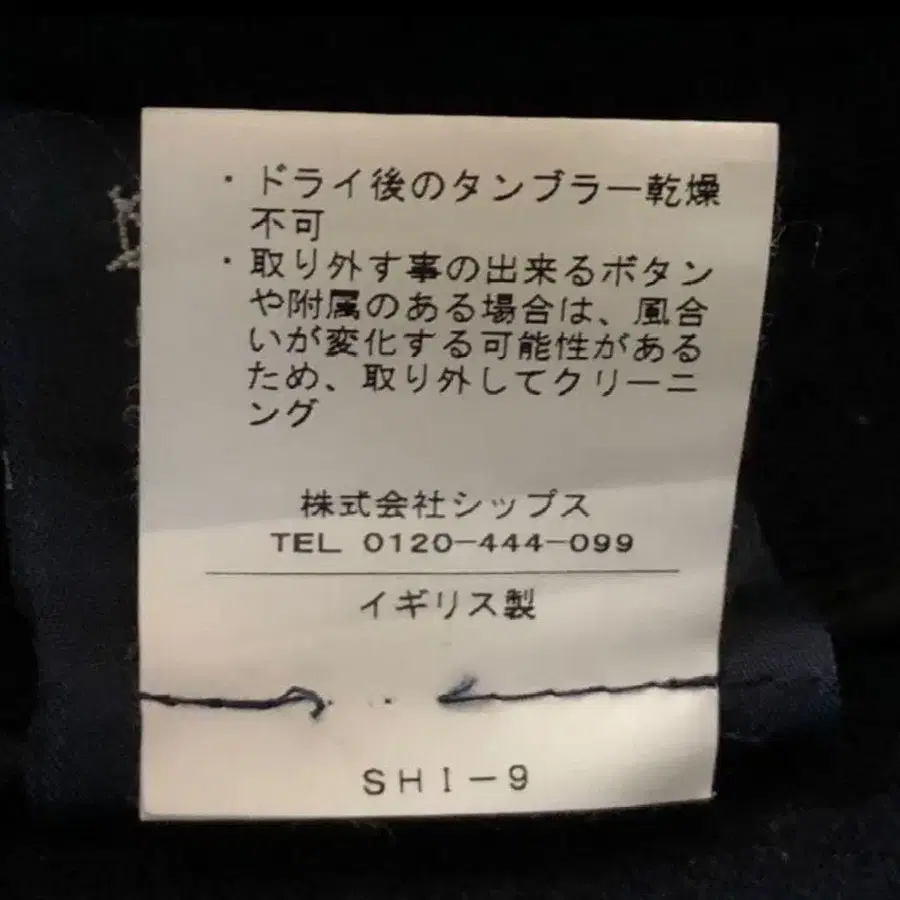 ・ドライ後のタンブラー乾燥
不可
・取り外す事の出来るボタン
や附属のある場合は、風合
いが変化する可能性がある
ため、取り外してクリーニ
ング
株式会社シップス
TEL 0120-444-099
イギリス製
SHI-9